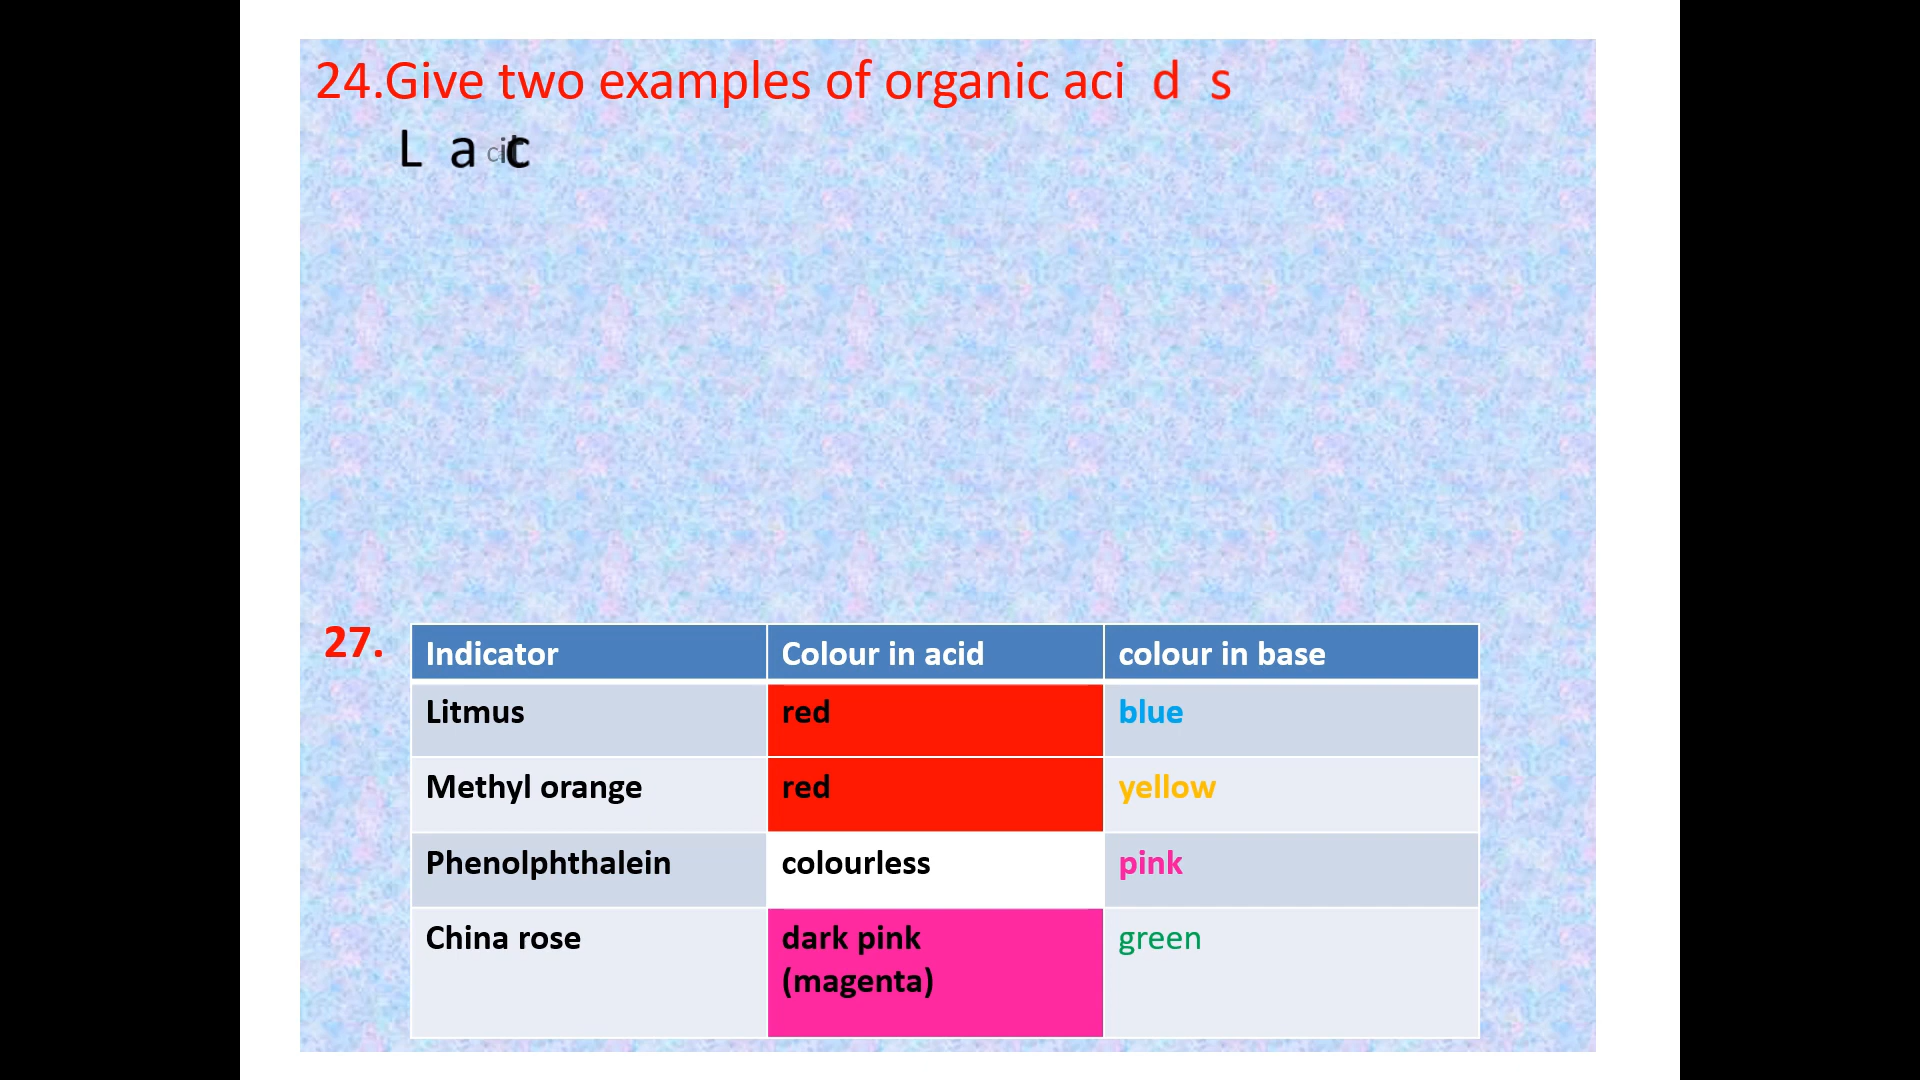 24.Give two examples of organic aci d s
L a
27.
Indicator Colour in acid colour in base
Litmus red blue
Methyl orange red yellow
Phenolphthalein colourless pink
China rose dark pink green
(magenta)